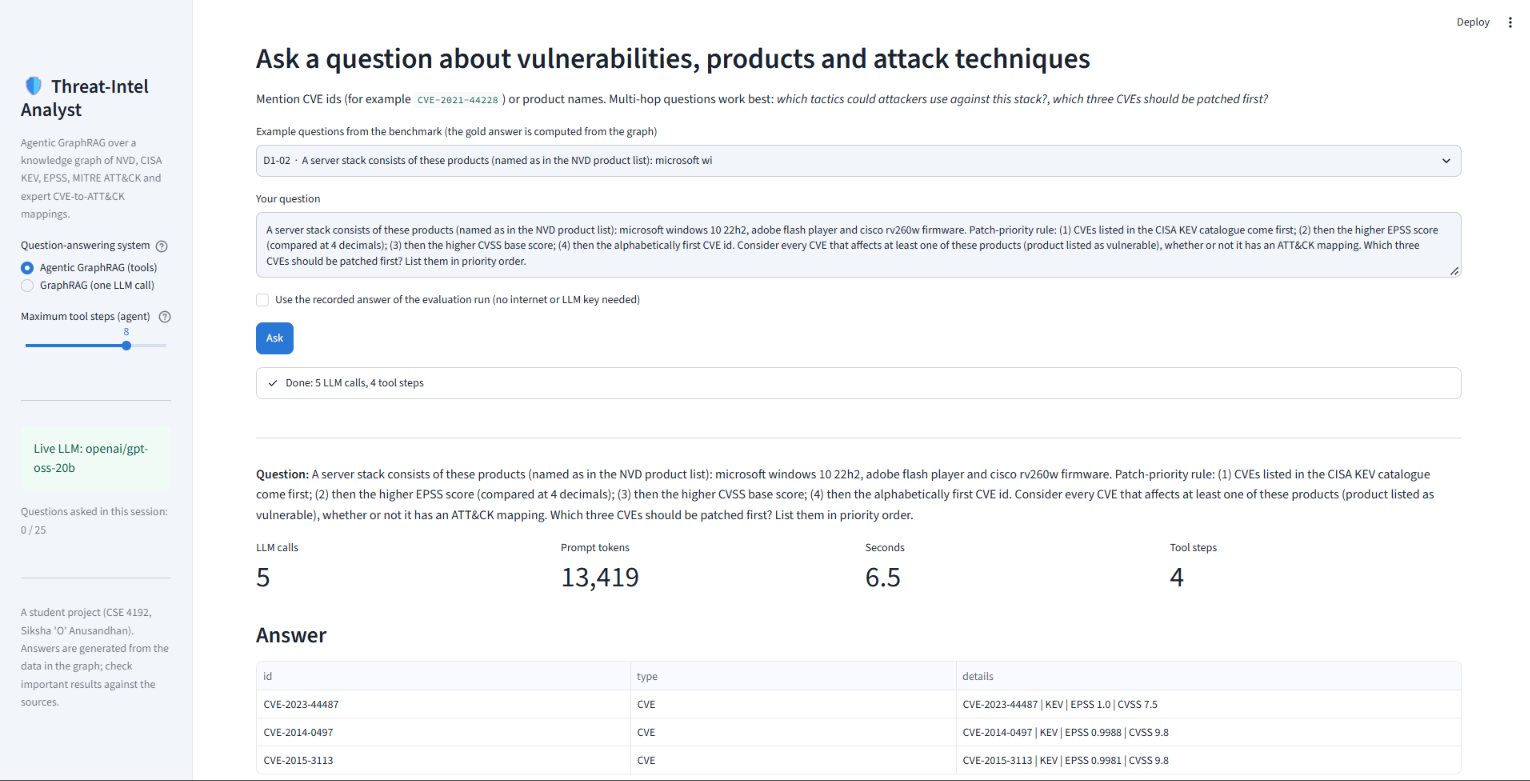 Deploy
🛡️ Threat-Intel
Analyst
Agentic GraphRAG over a
knowledge graph of NVD, CISA
KEV, EPSS, MITRE ATT&CK and
expert CVE-to-ATT&CK
mappings.
Question-answering system
Agentic GraphRAG (tools)
GraphRAG (one LLM call)
Maximum tool steps (agent)
8
Live LLM: openai/gpt-
oss-20b
Questions asked in this session:
0 / 25
A student project (CSE 4192,
Siksha 'O' Anusandhan).
Answers are generated from the
data in the graph; check
important results against the
sources.
Ask a question about vulnerabilities, products and attack techniques
Mention CVE ids (for example CVE-2021-44228 ) or product names. Multi-hop questions work best: which tactics could attackers use against this stack?, which three CVEs should be patched first?
Example questions from the benchmark (the gold answer is computed from the graph)
D1-02 · A server stack consists of these products (named as in the NVD product list): microsoft wi
Your question
A server stack consists of these products (named as in the NVD product list): microsoft windows 10 22h2, adobe flash player and cisco rv260w firmware. Patch-priority rule: (1) CVEs listed in the CISA KEV catalogue come first; (2) then the higher EPSS score
(compared at 4 decimals); (3) then the higher CVSS base score; (4) then the alphabetically first CVE id. Consider every CVE that affects at least one of these products (product listed as vulnerable), whether or not it has an ATT&CK mapping. Which three
CVEs should be patched first? List them in priority order.
Use the recorded answer of the evaluation run (no internet or LLM key needed)
Ask
Done: 5 LLM calls, 4 tool steps
Question: A server stack consists of these products (named as in the NVD product list): microsoft windows 10 22h2, adobe flash player and cisco rv260w firmware. Patch-priority rule: (1) CVEs listed in the CISA KEV catalogue
come first; (2) then the higher EPSS score (compared at 4 decimals); (3) then the higher CVSS base score; (4) then the alphabetically first CVE id. Consider every CVE that affects at least one of these products (product listed as
vulnerable), whether or not it has an ATT&CK mapping. Which three CVEs should be patched first? List them in priority order.
LLM calls Prompt tokens Seconds Tool steps
5 13,419 6.5 4
Answer
id type details
CVE-2023-44487 CVE CVE-2023-44487 | KEV | EPSS 1.0 | CVSS 7.5
CVE-2014-0497 CVE CVE-2014-0497 | KEV | EPSS 0.9988 | CVSS 9.8
CVE-2015-3113 CVE CVE-2015-3113 | KEV | EPSS 0.9981 | CVSS 9.8